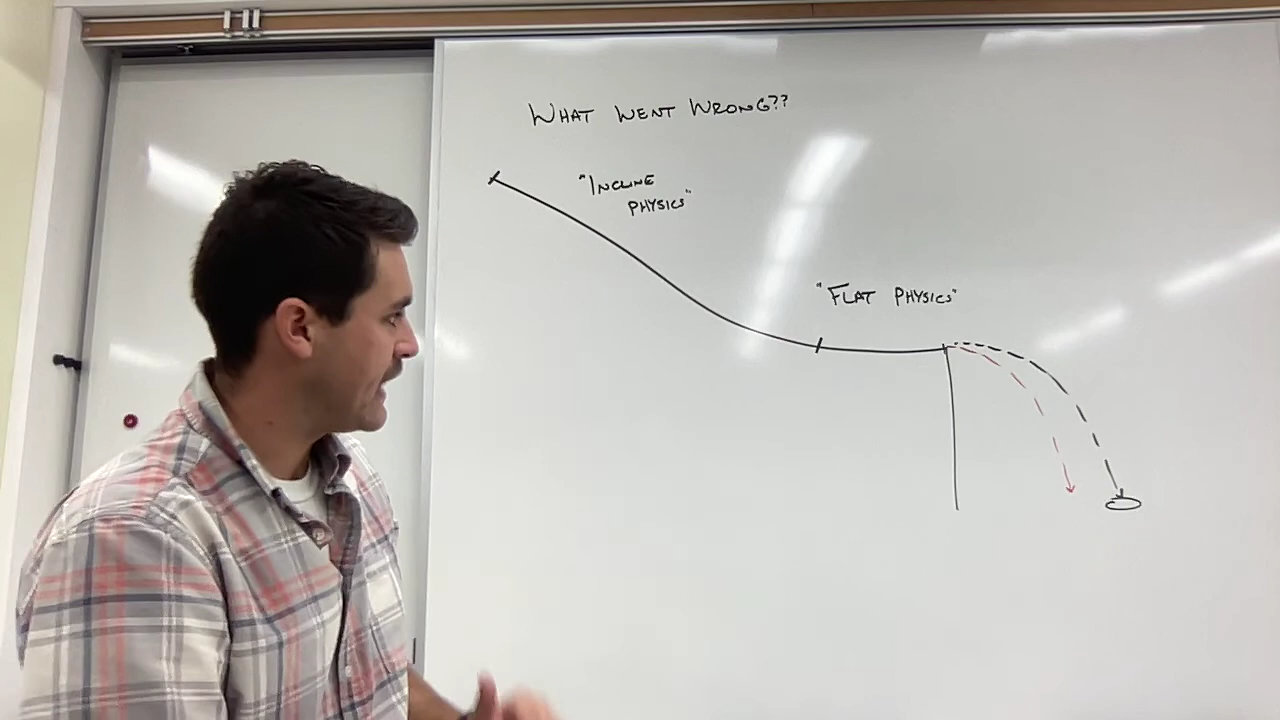 WHAT WENT WRONG??
"INCLINE
PHYSICS"
"FLAT PHYSICS"